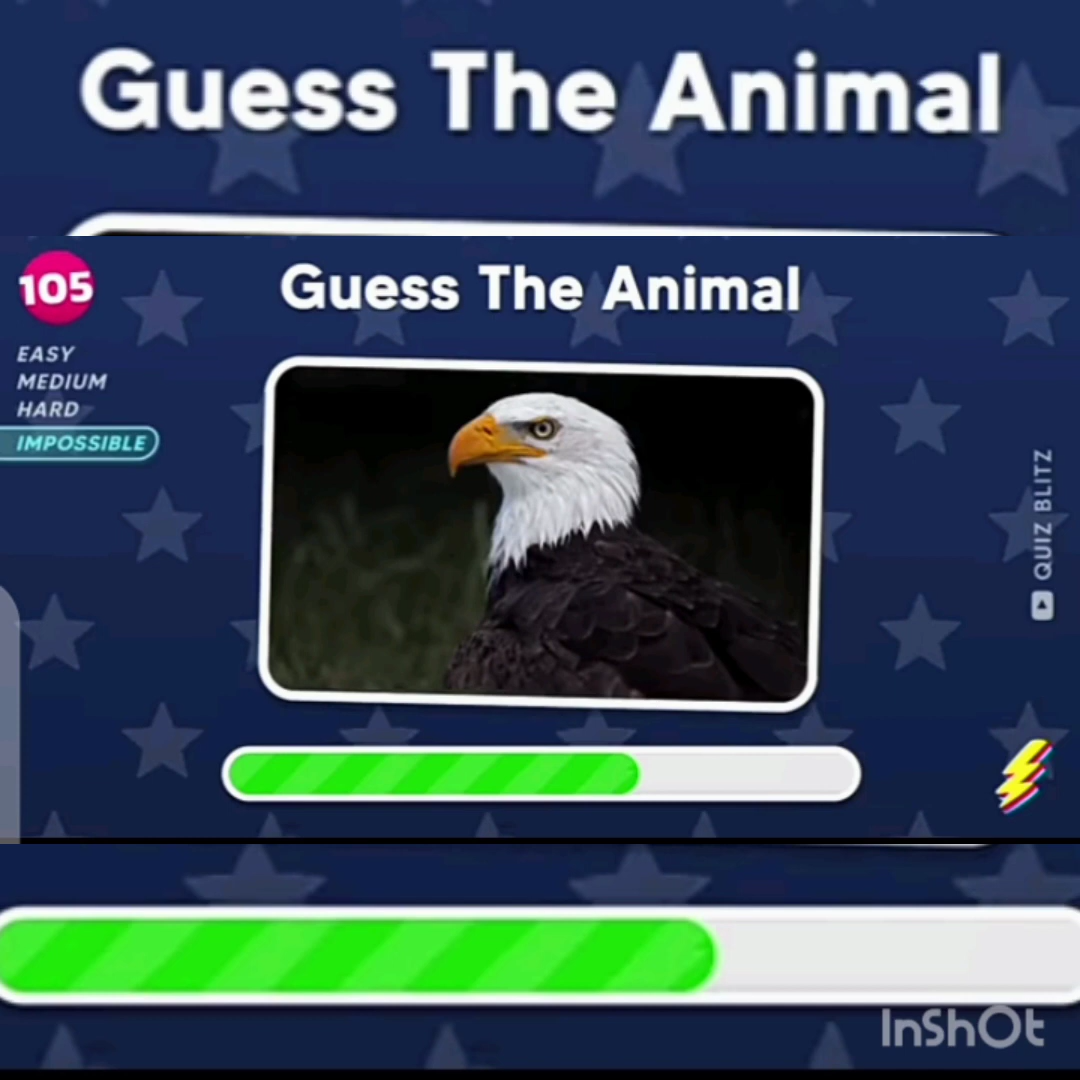 Guess The Animal
105
Guess The Animal
EASY
MEDIUM
HARD
IMPOSSIBLE
QUIZ BLITZ
InShOt